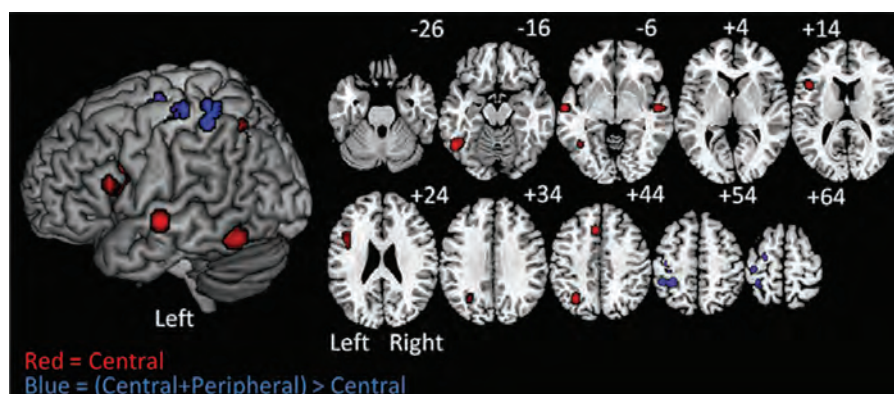 -26 -16 -6 +4 +14
+24 +34 +44 +54 +64
Left
Left Right
Red = Central
Blue = (Central+Peripheral) > Central